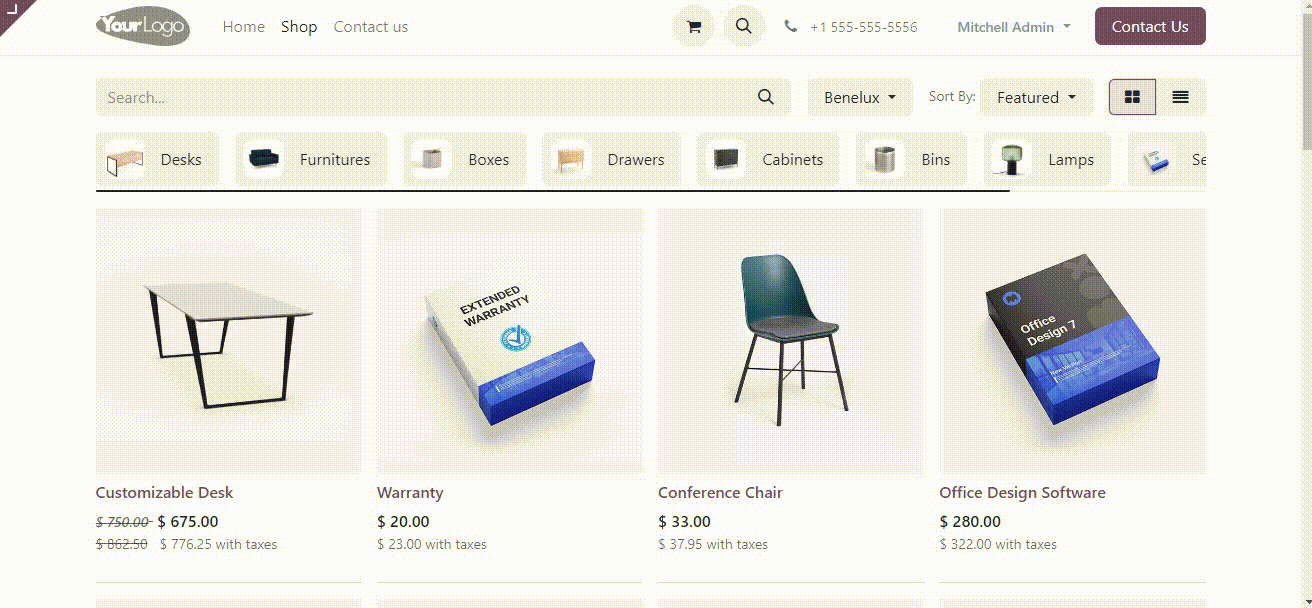 YourLogo Home Shop Contact us +1 555-555-5556 Mitchell Admin Contact Us
Search... Benelux Sort By: Featured
Desks Furnitures Boxes Drawers Cabinets Bins Lamps Se
EXTENDED
WARRANTY
Office
Design 7
Customizable Desk Warranty Conference Chair Office Design Software
$ 750.00 $ 675.00 $ 20.00 $ 33.00 $ 280.00
$ 862.50 $ 776.25 with taxes $ 23.00 with taxes $ 37.95 with taxes $ 322.00 with taxes